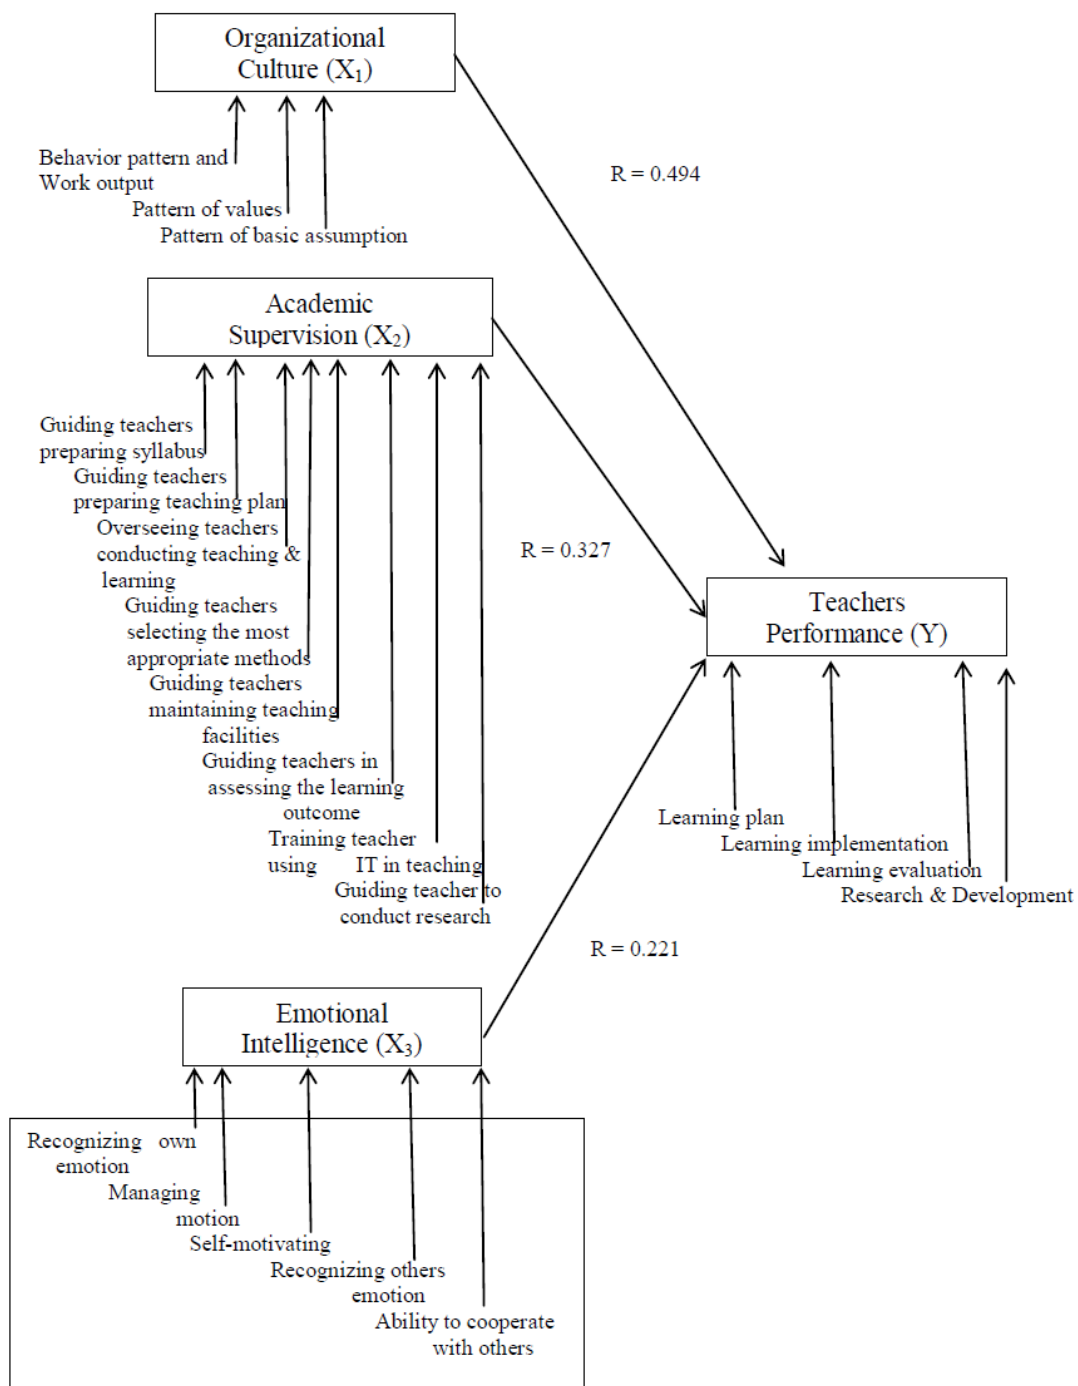 Organizational
Culture (X₁)
Behavior pattern and
Work output
Pattern of values
Pattern of basic assumption
R = 0.494
Academic
Supervision (X₂)
Guiding teachers
preparing syllabus
Guiding teachers
preparing teaching plan
Overseeing teachers
conducting teaching &
learning
Guiding teachers
selecting the most
appropriate methods
Guiding teachers
maintaining teaching
facilities
Guiding teachers in
assessing the learning
outcome
Training teacher
using IT in teaching
Guiding teacher to
conduct research
R = 0.327
Teachers
Performance (Y)
Learning plan
Learning implementation
Learning evaluation
Research & Development
R = 0.221
Emotional
Intelligence (X₃)
Recognizing own
emotion
Managing
motion
Self-motivating
Recognizing others
emotion
Ability to cooperate
with others